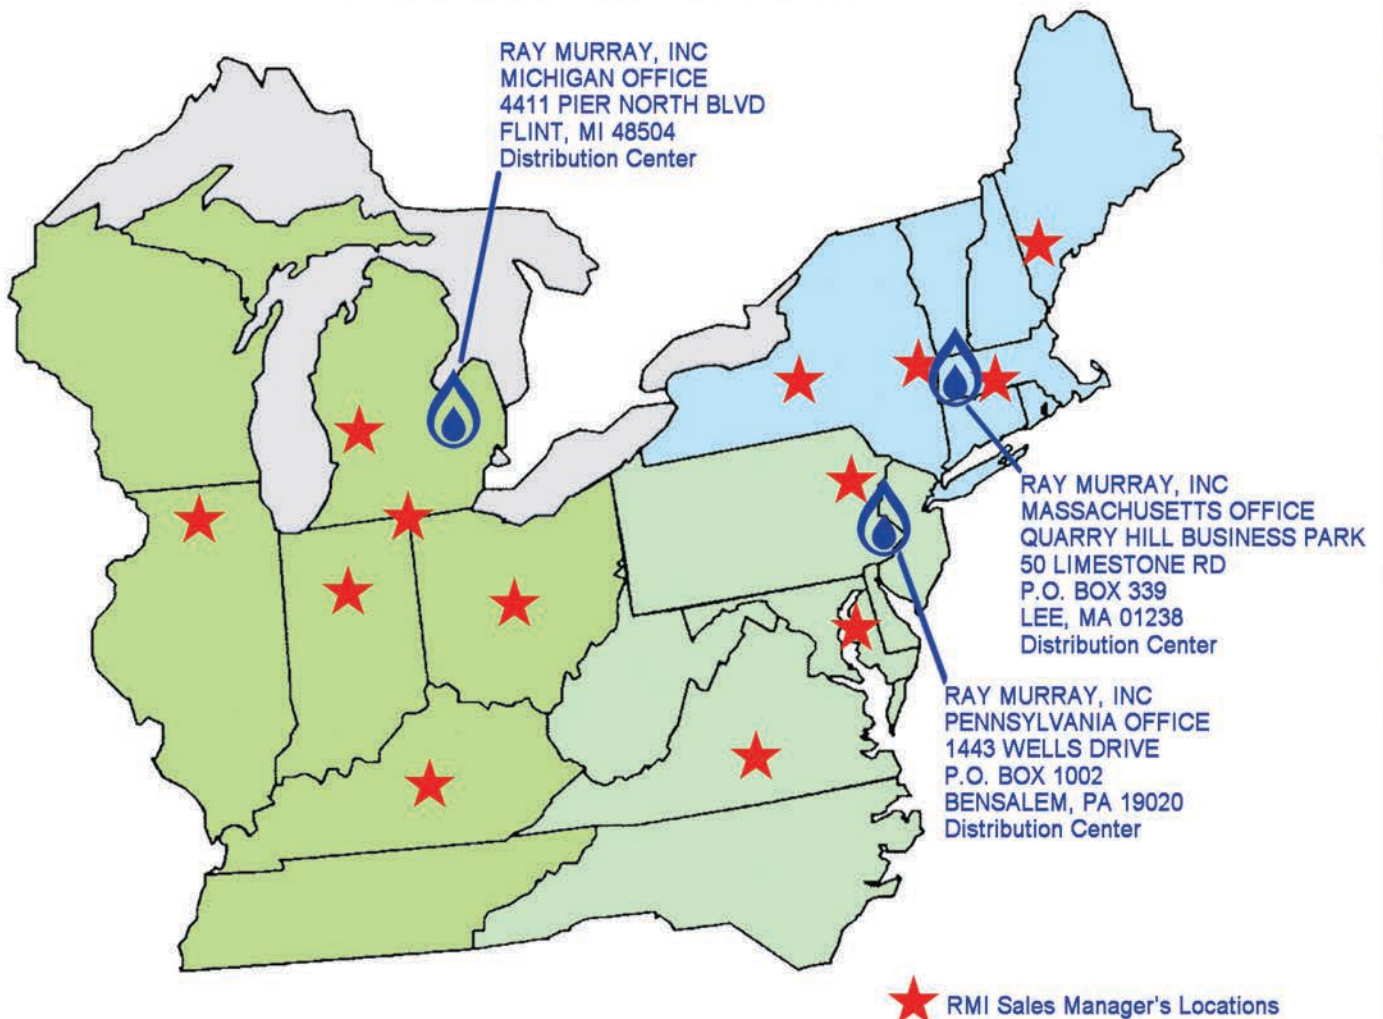 RAY MURRAY, INC
MICHIGAN OFFICE
4411 PIER NORTH BLVD
FLINT, MI 48504
Distribution Center
RAY MURRAY, INC
MASSACHUSETTS OFFICE
QUARRY HILL BUSINESS PARK
50 LIMESTONE RD
P.O. BOX 339
LEE, MA 01238
Distribution Center
RAY MURRAY, INC
PENNSYLVANIA OFFICE
1443 WELLS DRIVE
P.O. BOX 1002
BENSALEM, PA 19020
Distribution Center
RMI Sales Manager's Locations